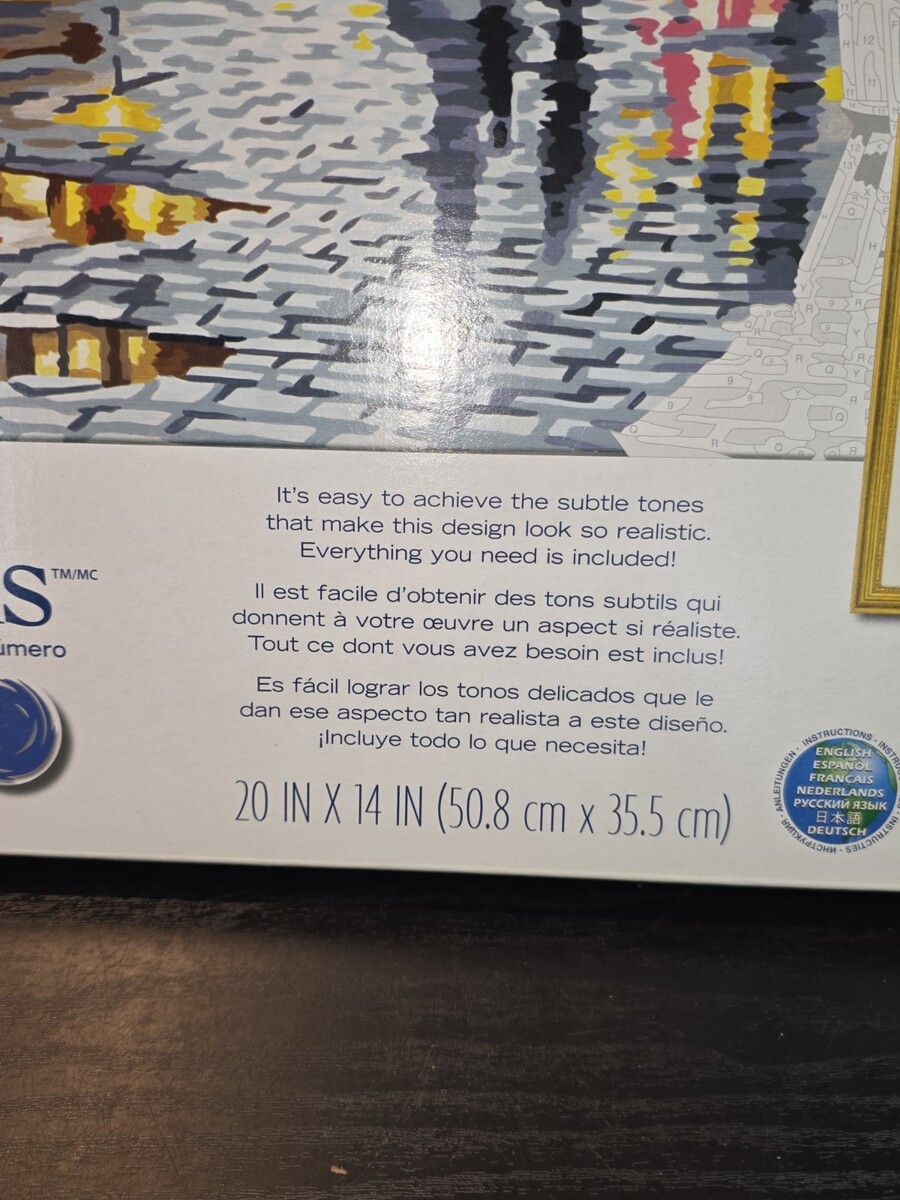 S TM/MC
úmero
It's easy to achieve the subtle tones
that make this design look so realistic.
Everything you need is included!
Il est facile d'obtenir des tons subtils qui
donnent à votre œuvre un aspect si réaliste.
Tout ce dont vous avez besoin est inclus!
Es fácil lograr los tonos delicados que le
dan ese aspecto tan realista a este diseño.
¡Incluye todo lo que necesita!
20 IN X 14 IN (50.8 cm x 35.5 cm)
ANLEITUNGEN · INSTRUCTIONS ·
ENGLISH
ESPAÑOL
FRANÇAIS
NEDERLANDS
РУССКИЙ ЯЗЫК
日本語
DEUTSCH
ИНСТРУКЦИЯ · INSTRUCTIES ·